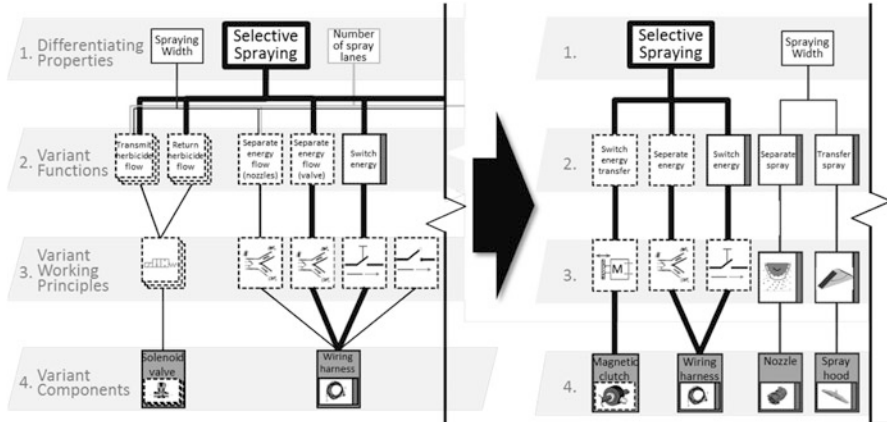 1. Differentiating Properties
Spraying Width
Selective Spraying
Number of spray lanes
2. Variant Functions
Transmit herbicide flow
Return herbicide flow
Separate energy flow (nozzles)
Separate energy flow (valve)
Switch energy
3. Variant Working Principles
4. Variant Components
Solenoid valve
Wiring harness
1.
Selective Spraying
Spraying Width
2.
Switch energy transfer
Seperate energy
Switch energy
Separate spray
Transfer spray
3.
M
4.
Magnetic clutch
Wiring harness
Nozzle
Spray hood